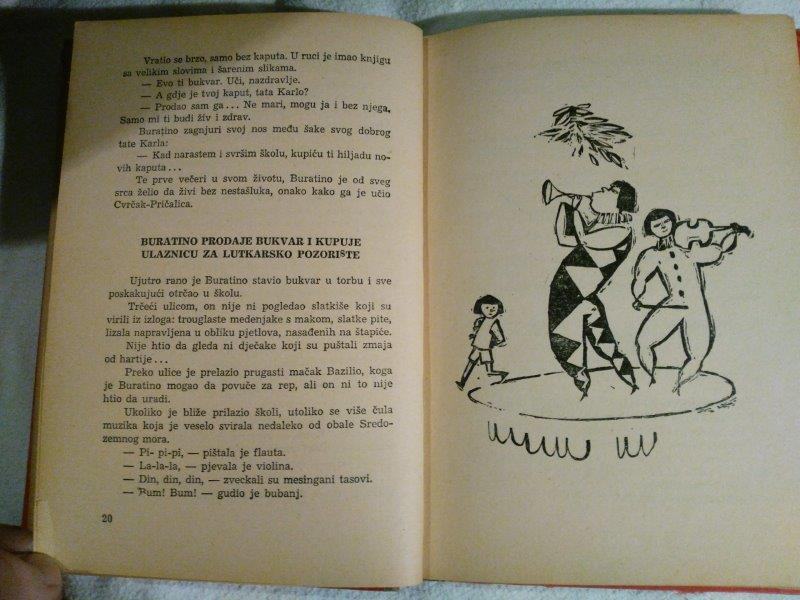 Vratio se brzo, samo bez kaputa. U ruci je imao knjigu
sa velikim slovima i šarenim slikama.
— Evo ti bukvar. Uči, nazdravlje.
— A gdje je tvoj kaput, tata Karlo?
— Prodao sam ga... Ne mari, mogu ja i bez njega.
Samo mi ti budi živ i zdrav.
Buratino zagnjuri svoj nos među šake svog dobrog
tate Karla:
— Kad narastem i svršim školu, kupiću ti hiljadu no-
vih kaputa...
Te prve večeri u svom životu, Buratino je od sveg
srca želio da živi bez nestašluka, onako kako ga je učio
Cvrčak-Pričalica.
BURATINO PRODAJE BUKVAR I KUPUJE
ULAZNICU ZA LUTKARSKO POZORIŠTE
Ujutro rano je Buratino stavio bukvar u torbu i sve
poskakujući otrčao u školu.
Trčeći ulicom, on nije ni pogledao slatkiše koji su
virili iz izloga: trouglaste medenjake s makom, slatke pite,
lizala napravljena u obliku pjetlova, nasađenih na štapiće.
Nije htio da gleda ni dječake koji su puštali zmaja
od hartije...
Preko ulice je prelazio prugasti mačak Bazilio, koga
je Buratino mogao da povuče za rep, ali on ni to nije
htio da uradi.
Ukoliko je bliže prilazio školi, utoliko se više čula
muzika koja je veselo svirala nedaleko od obale Sredo-
zemnog mora.
— Pi- pi-pi, — pištala je flauta.
— La-la-la, — pjevala je violina.
— Din, din, din, — zveckali su mesingani tasovi.
— Bum! Bum! — gudio je bubanj.
20